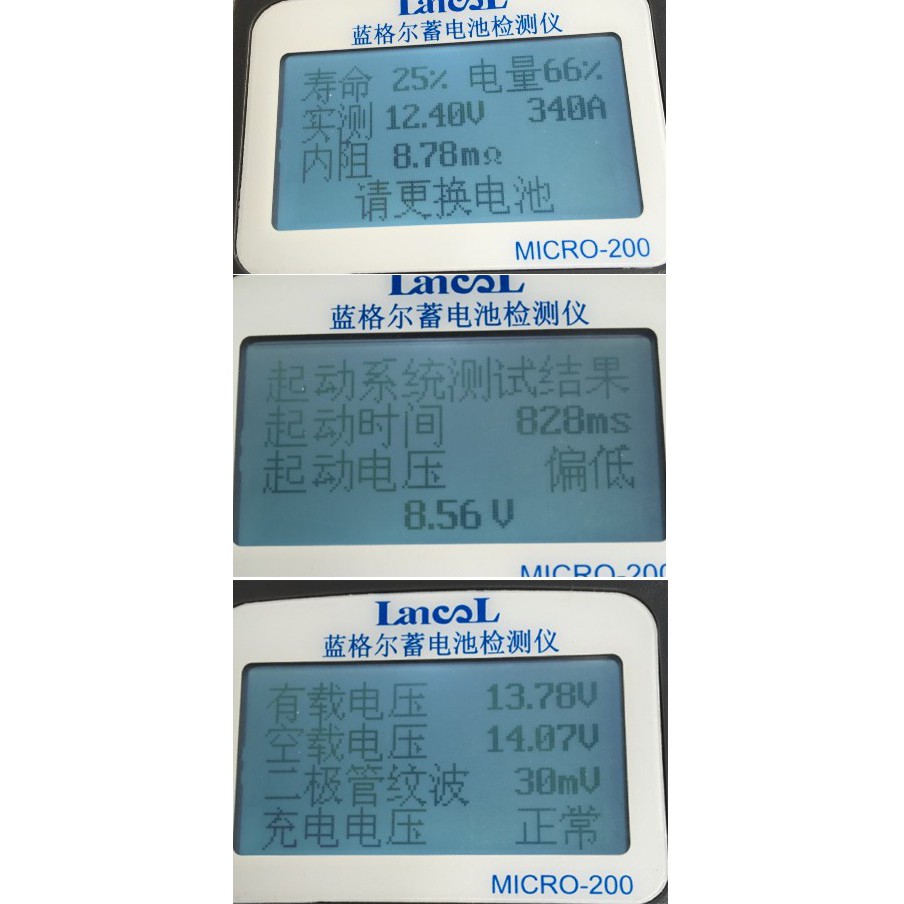 LancoL
蓝格尔蓄电池检测仪
寿命 25% 电量66%
实测 12.40V 340A
内阻 8.78mΩ
请更换电池
MICRO-200
LancoL
蓝格尔蓄电池检测仪
起动系统测试结果
起动时间 828ms
起动电压 偏低
8.56 V
MICRO-200
LancoL
蓝格尔蓄电池检测仪
有载电压 13.78V
空载电压 14.07V
二极管纹波 30mV
充电电压 正常
MICRO-200